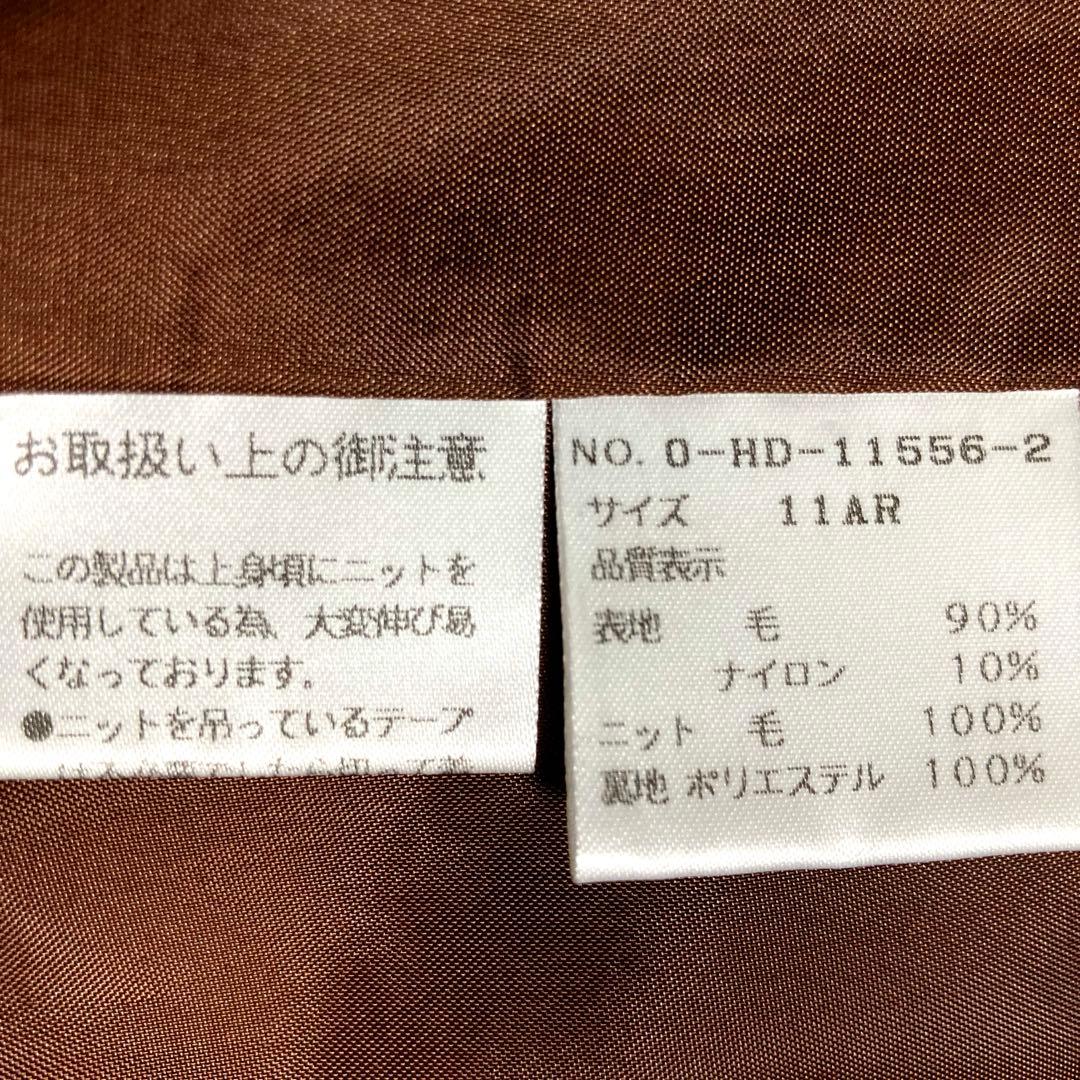 お取扱い上の御注意
この製品は上身頃にニットを
使用している為、大変伸び易
くなっております。
●ニットを吊っているテープ
NO. 0-HD-11556-2
サイズ 11AR
品質表示
表地 毛 90%
ナイロン 10%
ニット 毛 100%
裏地 ポリエステル 100%